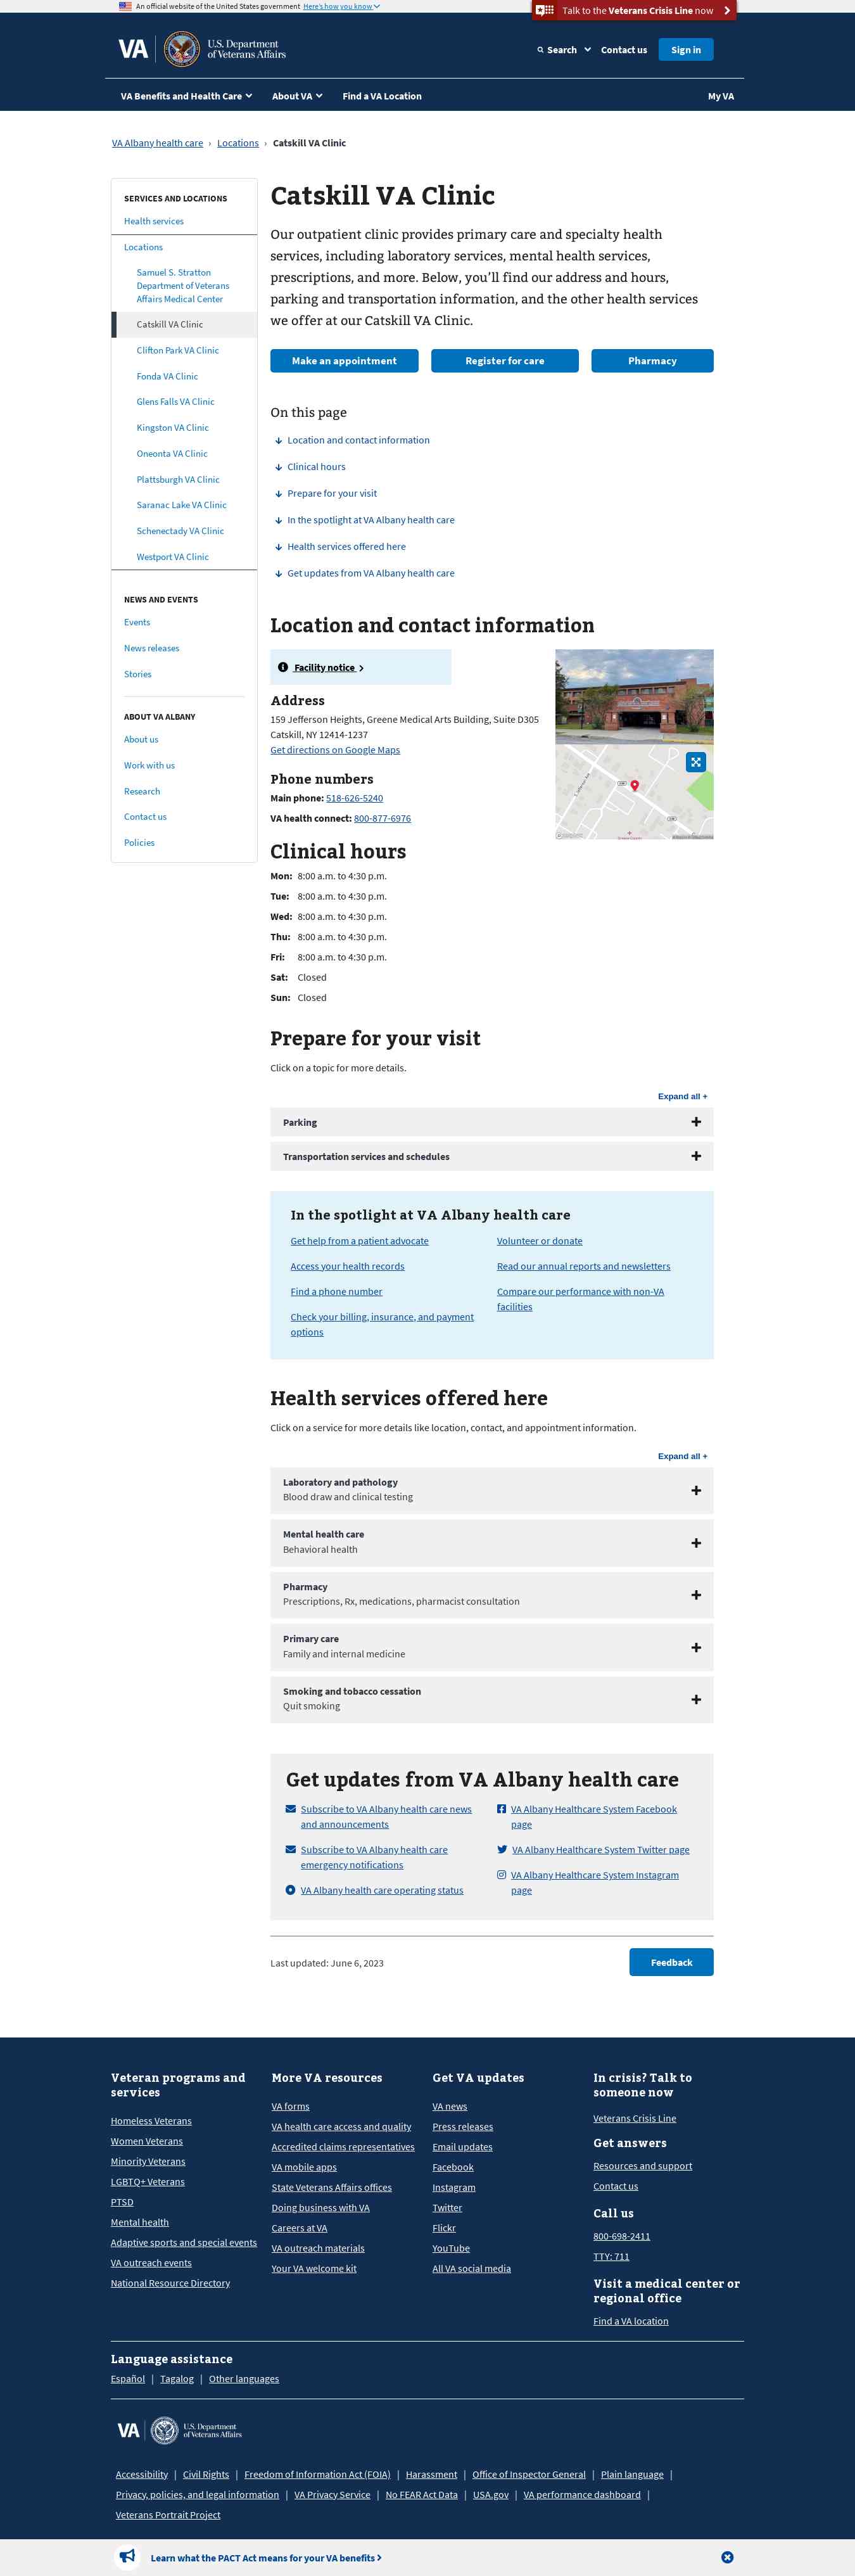 An official website of the United States government Here's how you know
Talk to the Veterans Crisis Line now
VA
U.S. Department
of Veterans Affairs
Search
Contact us
Sign in
VA Benefits and Health Care
About VA
Find a VA Location
My VA
VA Albany health care › Locations › Catskill VA Clinic
SERVICES AND LOCATIONS
Health services
Locations
Samuel S. Stratton
Department of Veterans
Affairs Medical Center
Catskill VA Clinic
Clifton Park VA Clinic
Fonda VA Clinic
Glens Falls VA Clinic
Kingston VA Clinic
Oneonta VA Clinic
Plattsburgh VA Clinic
Saranac Lake VA Clinic
Schenectady VA Clinic
Westport VA Clinic
NEWS AND EVENTS
Events
News releases
Stories
ABOUT VA ALBANY
About us
Work with us
Research
Contact us
Policies
Catskill VA Clinic
Our outpatient clinic provides primary care and specialty health
services, including laboratory services, mental health services,
prescriptions, and more. Below, you’ll find our address and hours,
parking and transportation information, and the other health services
we offer at our Catskill VA Clinic.
Make an appointment
Register for care
Pharmacy
On this page
Location and contact information
Clinical hours
Prepare for your visit
In the spotlight at VA Albany health care
Health services offered here
Get updates from VA Albany health care
Location and contact information
Facility notice
Address
159 Jefferson Heights, Greene Medical Arts Building, Suite D305
Catskill, NY 12414-1237
Get directions on Google Maps
Phone numbers
Main phone: 518-626-5240
VA health connect: 800-877-6976
Clinical hours
Mon: 8:00 a.m. to 4:30 p.m.
Tue: 8:00 a.m. to 4:30 p.m.
Wed: 8:00 a.m. to 4:30 p.m.
Thu: 8:00 a.m. to 4:30 p.m.
Fri: 8:00 a.m. to 4:30 p.m.
Sat: Closed
Sun: Closed
Prepare for your visit
Click on a topic for more details.
Expand all +
Parking
Transportation services and schedules
In the spotlight at VA Albany health care
Get help from a patient advocate
Access your health records
Find a phone number
Check your billing, insurance, and payment
options
Volunteer or donate
Read our annual reports and newsletters
Compare our performance with non-VA
facilities
Health services offered here
Click on a service for more details like location, contact, and appointment information.
Expand all +
Laboratory and pathology
Blood draw and clinical testing
Mental health care
Behavioral health
Pharmacy
Prescriptions, Rx, medications, pharmacist consultation
Primary care
Family and internal medicine
Smoking and tobacco cessation
Quit smoking
Get updates from VA Albany health care
Subscribe to VA Albany health care news
and announcements
Subscribe to VA Albany health care
emergency notifications
VA Albany health care operating status
VA Albany Healthcare System Facebook
page
VA Albany Healthcare System Twitter page
VA Albany Healthcare System Instagram
page
Last updated: June 6, 2023
Feedback
Veteran programs and
services
Homeless Veterans
Women Veterans
Minority Veterans
LGBTQ+ Veterans
PTSD
Mental health
Adaptive sports and special events
VA outreach events
National Resource Directory
More VA resources
VA forms
VA health care access and quality
Accredited claims representatives
VA mobile apps
State Veterans Affairs offices
Doing business with VA
Careers at VA
VA outreach materials
Your VA welcome kit
Get VA updates
VA news
Press releases
Email updates
Facebook
Instagram
Twitter
Flickr
YouTube
All VA social media
In crisis? Talk to
someone now
Veterans Crisis Line
Get answers
Resources and support
Contact us
Call us
800-698-2411
TTY: 711
Visit a medical center or
regional office
Find a VA location
Language assistance
Español | Tagalog | Other languages
VA
U.S. Department
of Veterans Affairs
Accessibility | Civil Rights | Freedom of Information Act (FOIA) | Harassment | Office of Inspector General | Plain language |
Privacy, policies, and legal information | VA Privacy Service | No FEAR Act Data | USA.gov | VA performance dashboard |
Veterans Portrait Project
Learn what the PACT Act means for your VA benefits